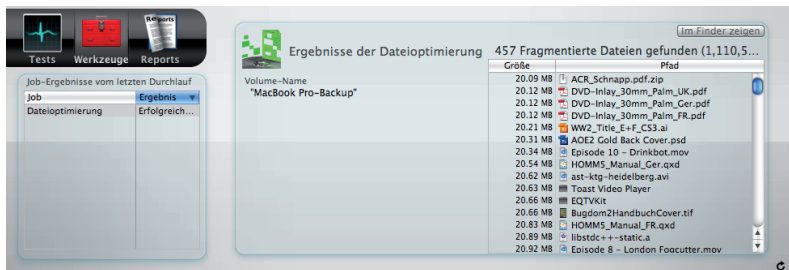 Reports
Tests Werkzeuge Reports
Job-Ergebnisse vom letzten Durchlauf
Job Ergebnis
Dateioptimierung Erfolgreich...
Ergebnisse der Dateioptimierung
Volume-Name
"MacBook Pro-Backup"
Im Finder zeigen
457 Fragmentierte Dateien gefunden (1,110,5...
Größe Pfad
20.09 MB ACR_Schnapp.pdf.zip
20.12 MB DVD-Inlay_30mm_Palm_UK.pdf
20.12 MB DVD-Inlay_30mm_Palm_Ger.pdf
20.12 MB DVD-Inlay_30mm_Palm_FR.pdf
20.21 MB WW2_Title_E+F_CS3.ai
20.31 MB AOE2 Gold Back Cover.psd
20.34 MB Episode 10 - Drinkbot.mov
20.54 MB HOMM5_Manual_Ger.qxd
20.62 MB ast-ktg-heidelberg.avi
20.63 MB Toast Video Player
20.66 MB EQTVKit
20.66 MB Bugdom2HandbuchCover.tif
20.83 MB HOMM5_Manual_FR.qxd
20.89 MB libstdc++-static.a
20.92 MB Episode 8 - London Fogcutter.mov